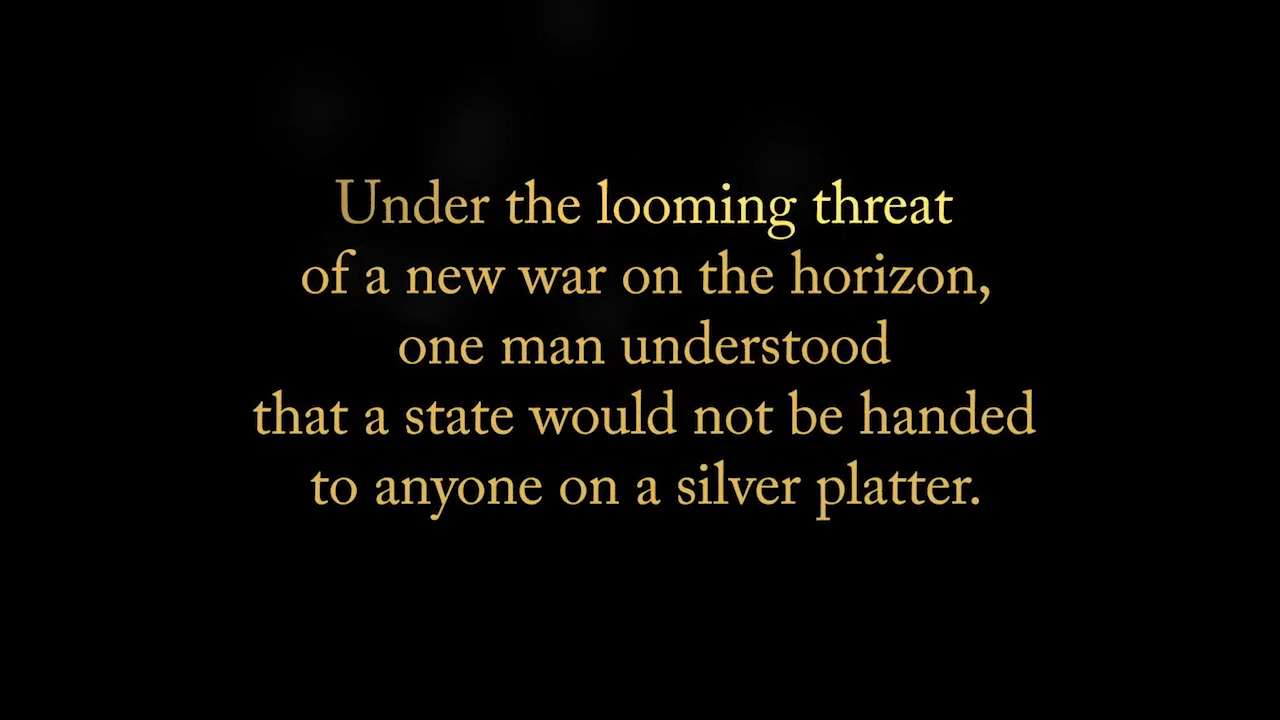 Under the looming threat
of a new war on the horizon,
one man understood
that a state would not be handed
to anyone on a silver platter.